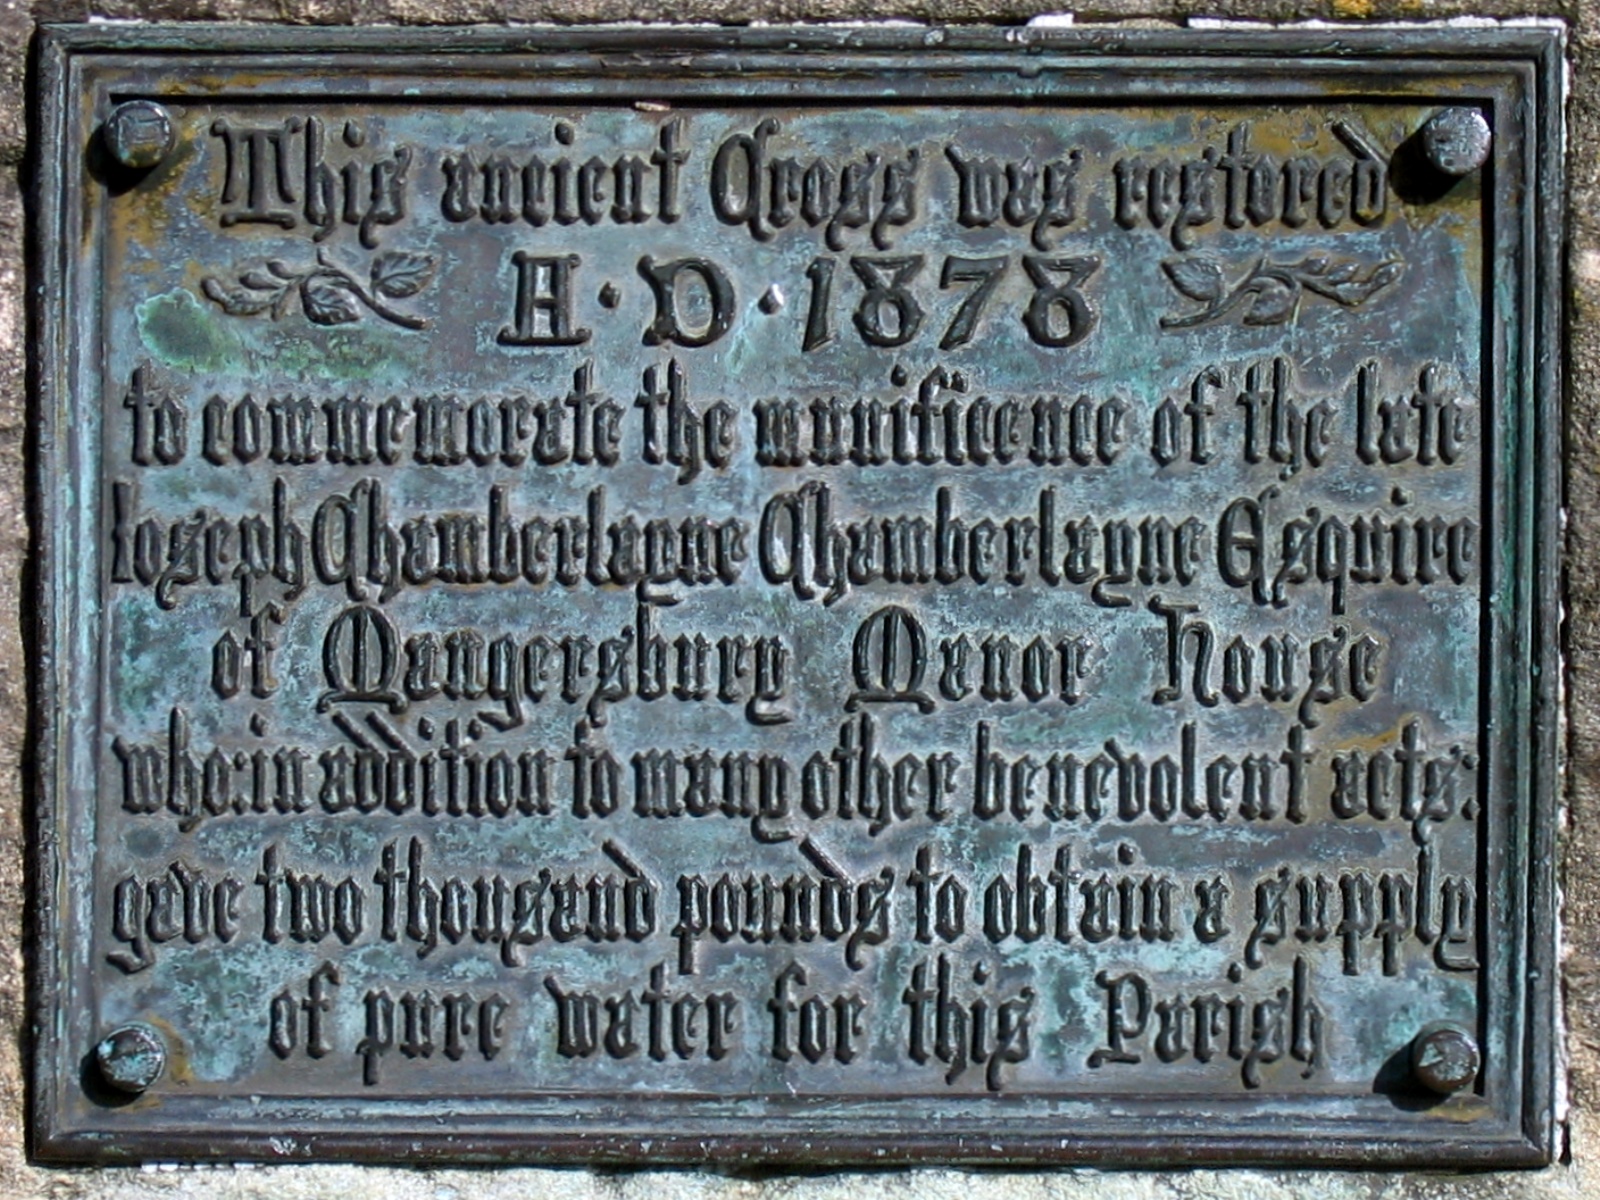 This ancient Cross was restored
A · D · 1878
to commemorate the munificence of the late
Joseph Chamberlayne Chamberlayne Esquire
of Maugersbury Manor House
who: in addition to many other benevolent acts:
gave two thousand pounds to obtain a supply
of pure water for this Parish